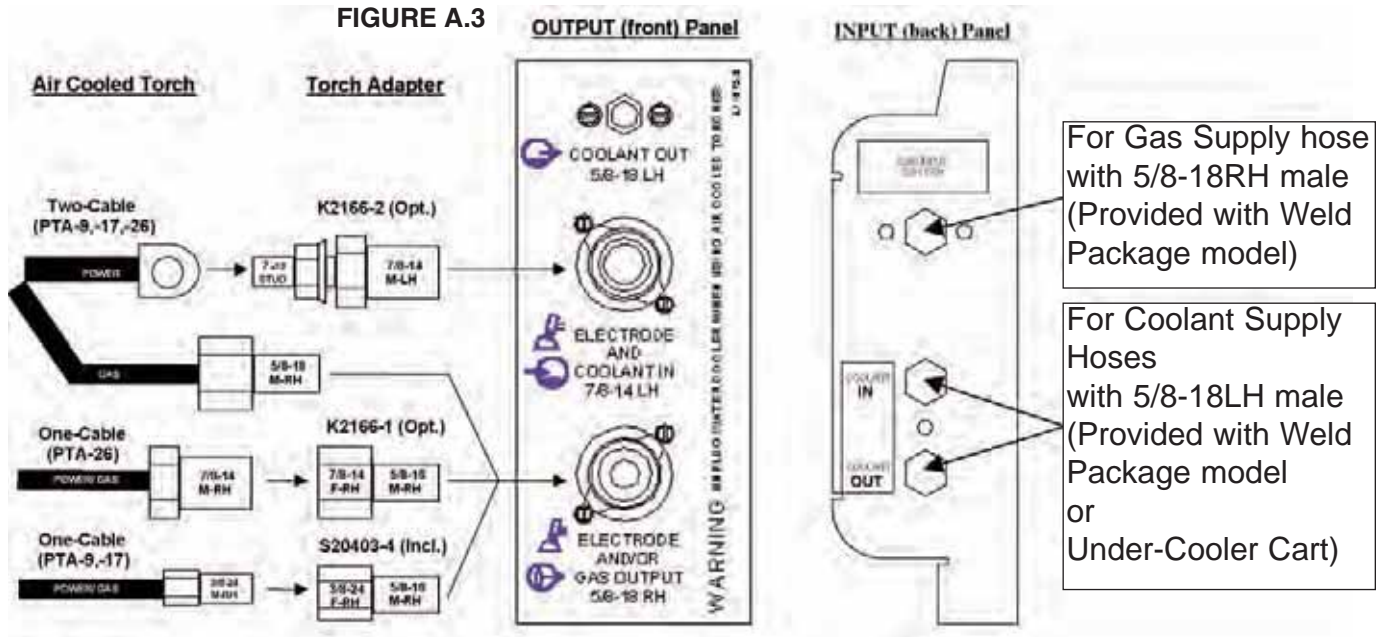 FIGURE A.3
OUTPUT (front) Panel
INPUT (back) Panel
Air Cooled Torch
Torch Adapter
Two-Cable
(PTA-9,-17,-26)
POWER
K2166-2 (Opt.)
STUD
7/8-14
M-LH
GAS
5/8-18
M-RH
One-Cable
(PTA-26)
POWER/GAS
7/8-14
M-RH
K2166-1 (Opt.)
7/8-14
F-RH
5/8-18
M-RH
One-Cable
(PTA-9,-17)
POWER/GAS
M-RH
S20403-4 (Incl.)
5/8-24
F-RH
5/8-18
M-RH
COOLANT OUT
5/8-18 LH
ELECTRODE
AND
COOLANT IN
7/8-14 LH
ELECTRODE
AND/OR
GAS OUTPUT
5/8-18 RH
WARNING
IN
OUT
For Gas Supply hose
with 5/8-18RH male
(Provided with Weld
Package model)
For Coolant Supply
Hoses
with 5/8-18LH male
(Provided with Weld
Package model
or
Under-Cooler Cart)